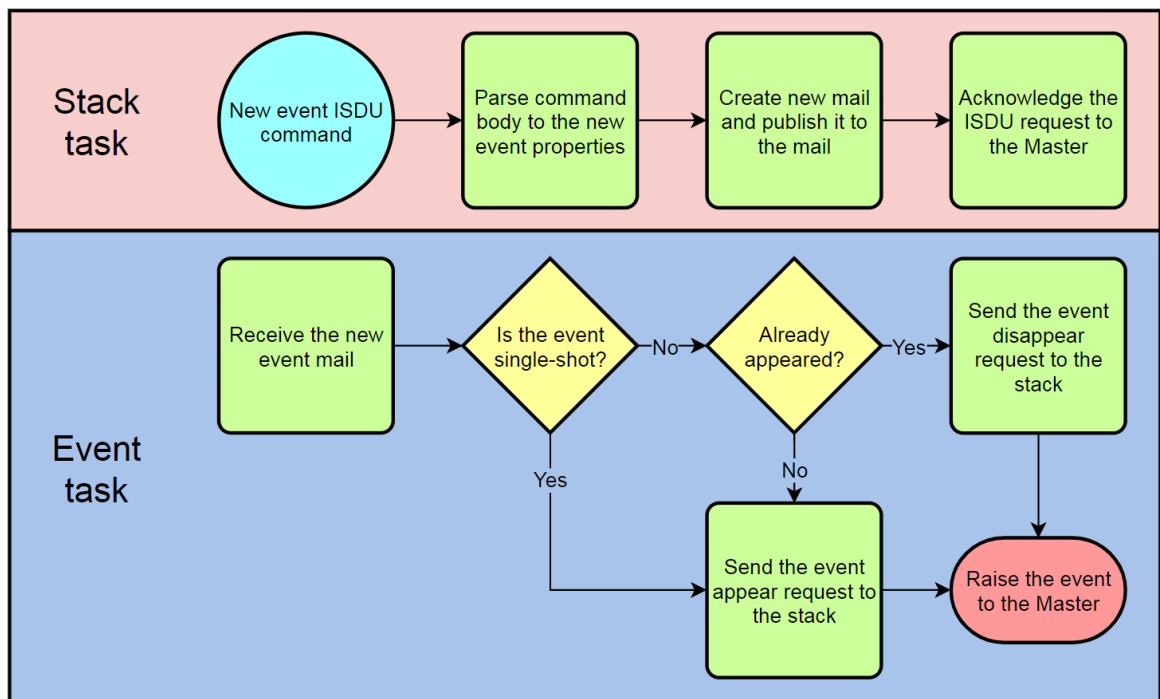 Stack
task
New event ISDU
command
Parse command
body to the new
event properties
Create new mail
and publish it to
the mail
Acknowledge the
ISDU request to
the Master
Event
task
Receive the new
event mail
Is the event
single-shot?
No
Already
appeared?
Yes
Send the event
disappear
request to the
stack
Yes
No
Send the event
appear request to
the stack
Raise the event
to the Master